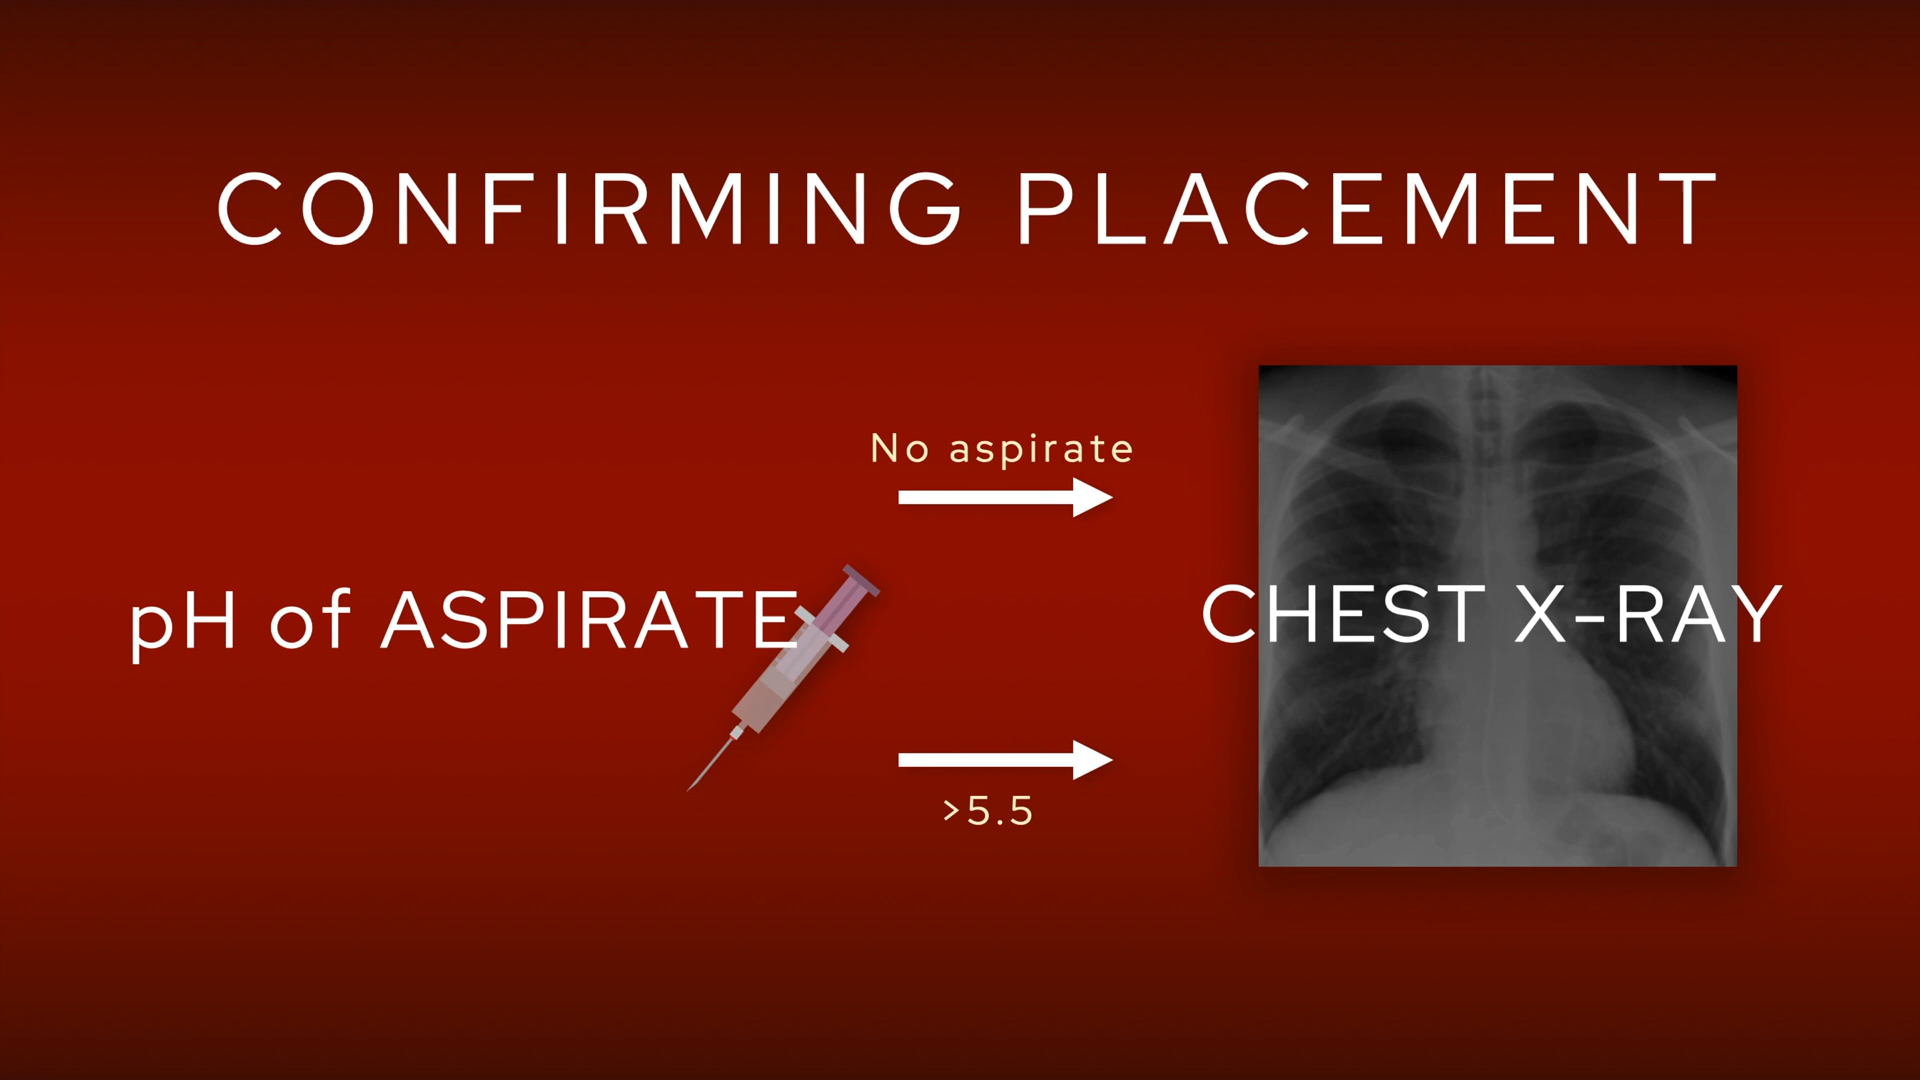 CONFIRMING PLACEMENT
No aspirate
pH of ASPIRATE
CHEST X-RAY
>5.5